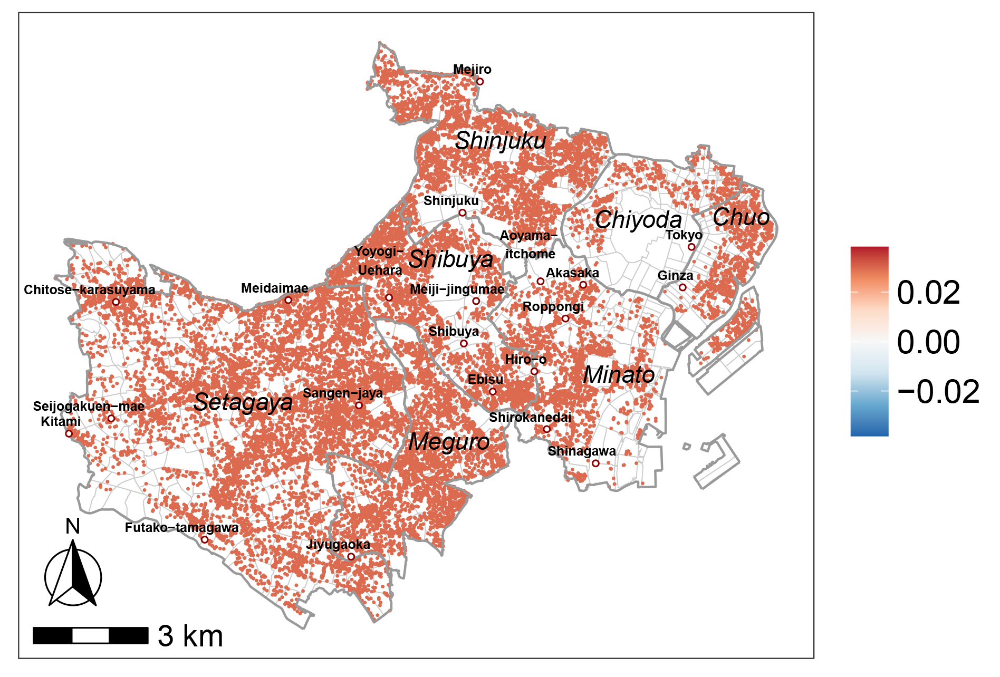 Mejiro
Shinjuku
Shinjuku
Chiyoda
Chuo
Tokyo
Aoyama−
itchome
Yoyogi−
Uehara
Shibuya
Akasaka
Ginza
Chitose−karasuyama
Meidaimae
Meiji−jingumae
Roppongi
Shibuya
Hiro−o
Minato
Ebisu
Setagaya
Sangen−jaya
Seijogakuen−mae
Kitami
Shirokanedai
Meguro
Shinagawa
Futako−tamagawa
Jiyugaoka
N
3 km
0.02
0.00
−0.02